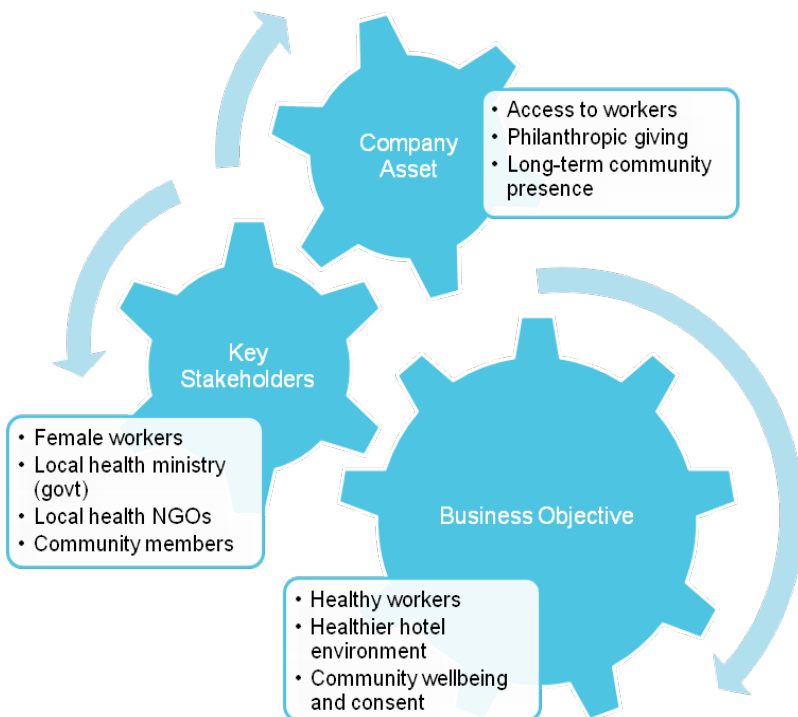 Company
Asset
• Access to workers
• Philanthropic giving
• Long-term community
presence
Key
Stakeholders
• Female workers
• Local health ministry
(govt)
• Local health NGOs
• Community members
Business Objective
• Healthy workers
• Healthier hotel
environment
• Community wellbeing
and consent